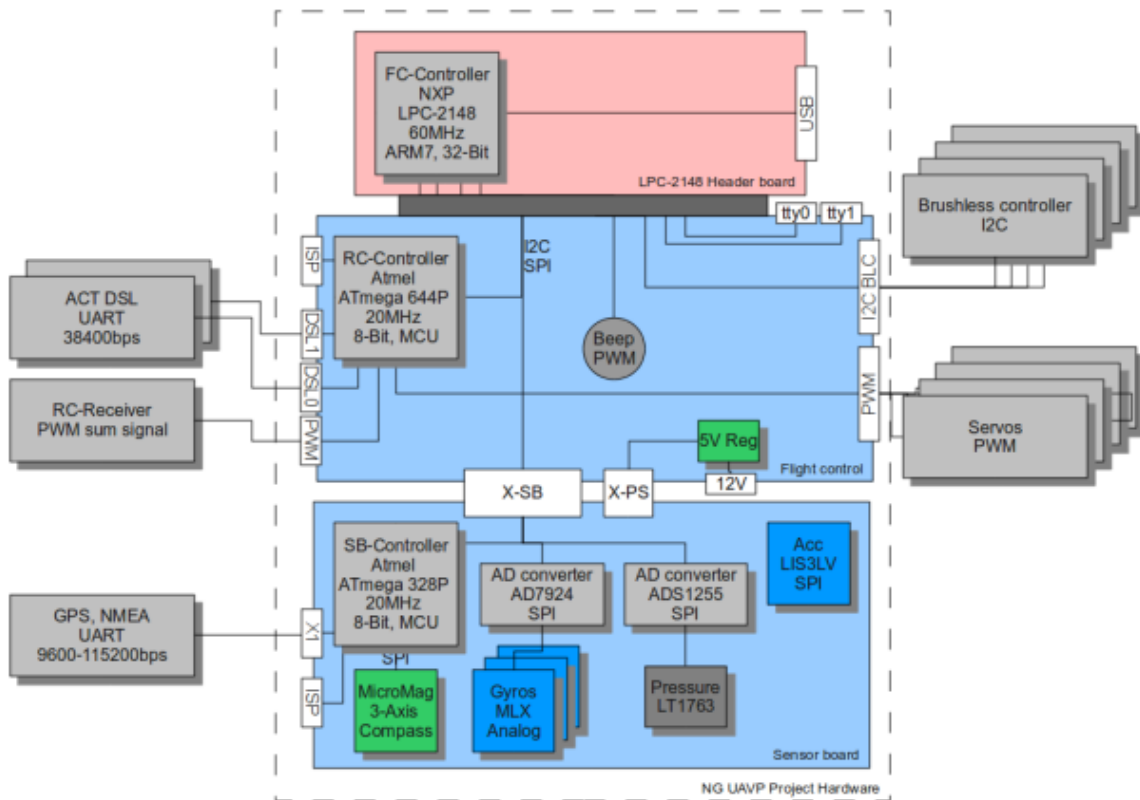 FC-Controller
NXP
LPC-2148
60MHz
ARM7, 32-Bit
USB
LPC-2148 Header board
tty0
tty1
Brushless controller
I2C
ISP
RC-Controller
Atmel
ATmega 644P
20MHz
8-Bit, MCU
I2C
SPI
I2C BLC
ACT DSL
UART
38400bps
DSL1
DSL0
Beep
PWM
RC-Receiver
PWM sum signal
PWM
PWM
Servos
PWM
5V Reg
Flight control
12V
X-SB
X-PS
SB-Controller
Atmel
ATmega 328P
20MHz
8-Bit, MCU
AD converter
AD7924
SPI
AD converter
ADS1255
SPI
Acc
LIS3LV
SPI
GPS, NMEA
UART
9600-115200bps
X1
SPI
ISP
MicroMag
3-Axis
Compass
Gyros
MLX
Analog
Pressure
LT1763
Sensor board
NG UAVP Project Hardware